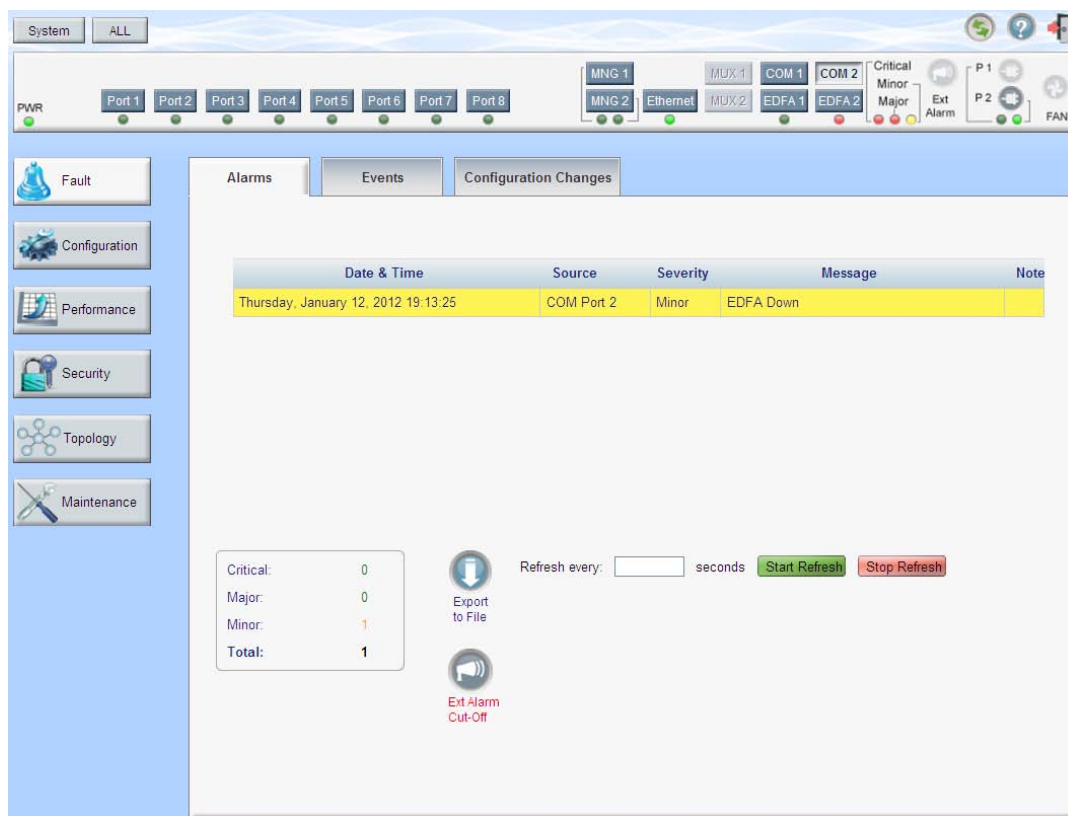 System ALL
MNG 1 MUX 1 COM 1 COM 2 Critical P 1
Minor
PWR Port 1 Port 2 Port 3 Port 4 Port 5 Port 6 Port 7 Port 8 MNG 2 Ethernet MUX 2 EDFA 1 EDFA 2 Major Ext Alarm P 2 FAN
Fault
Configuration
Performance
Security
Topology
Maintenance
Alarms Events Configuration Changes
Date & Time Source Severity Message Note
Thursday, January 12, 2012 19:13:25 COM Port 2 Minor EDFA Down
Critical: 0
Major: 0
Minor: 1
Total: 1
Export
to File
Ext Alarm
Cut-Off
Refresh every: seconds Start Refresh Stop Refresh